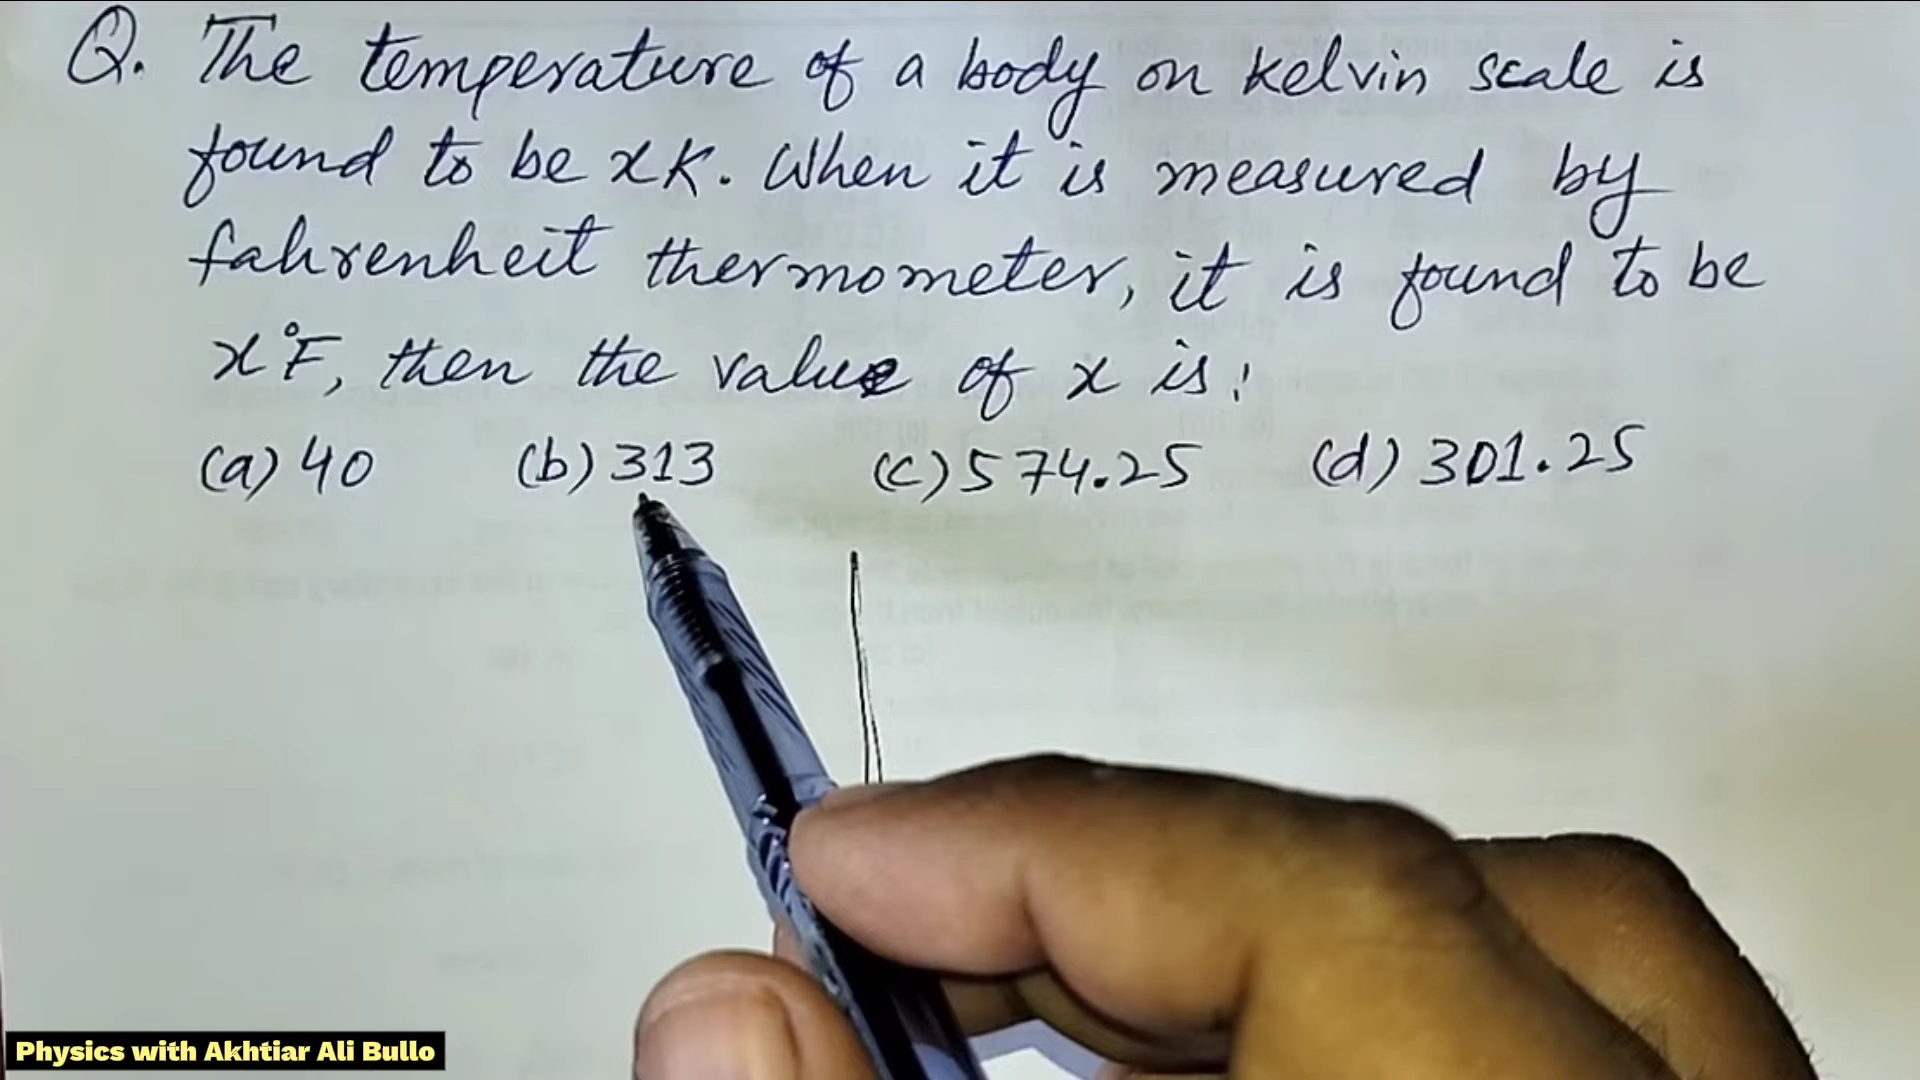 Q. The temperature of a body on kelvin scale is
found to be xK. When it is measured by
fahrenheit thermometer, it is found to be
x°F, then the value of x is:
(a) 40 (b) 313 (c) 574.25 (d) 301.25
Physics with Akhtiar Ali Bullo